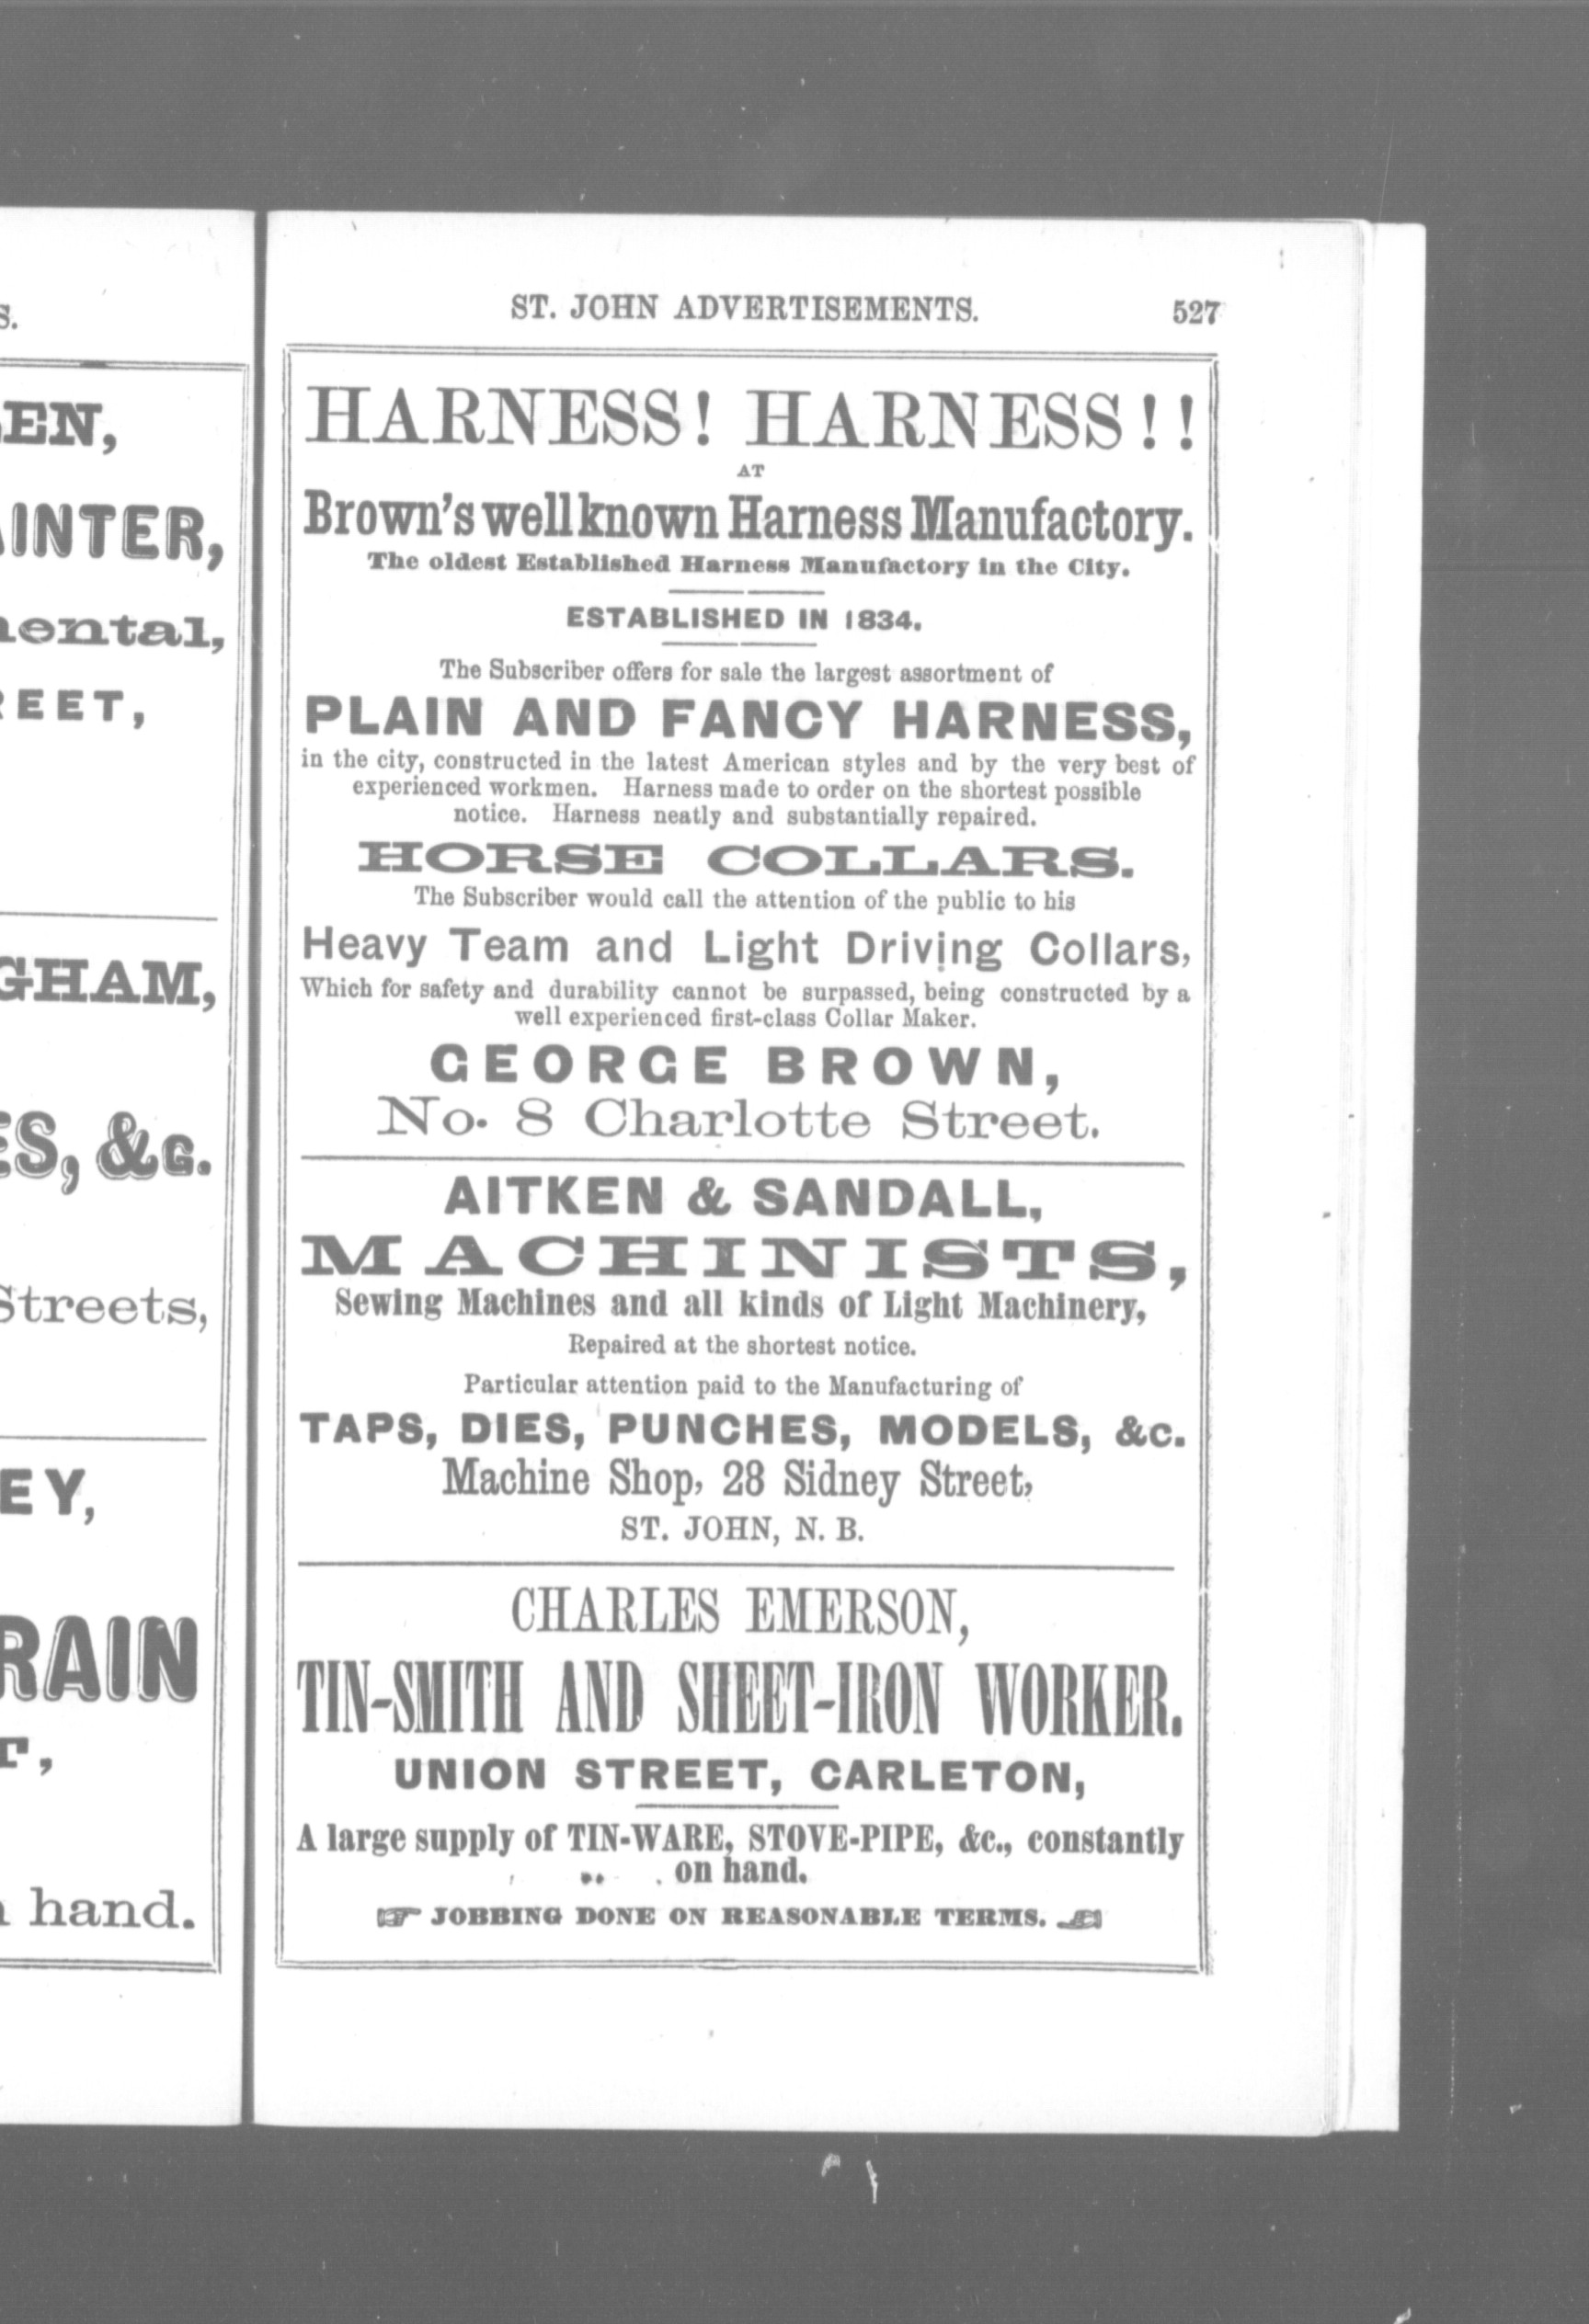 S.
EN,
INTER,
ental,
EET,
GHAM,
ES, &C.
Streets,
EY,
RAIN
T,
hand.
ST. JOHN ADVERTISEMENTS. 527
HARNESS! HARNESS!!
AT
Brown's well known Harness Manufactory.
The oldest Established Harness Manufactory in the City.
ESTABLISHED IN 1834.
The Subscriber offers for sale the largest assortment of
PLAIN AND FANCY HARNESS,
in the city, constructed in the latest American styles and by the very best of
experienced workmen. Harness made to order on the shortest possible
notice. Harness neatly and substantially repaired.
HORSE COLLARS.
The Subscriber would call the attention of the public to his
Heavy Team and Light Driving Collars,
Which for safety and durability cannot be surpassed, being constructed by a
well experienced first-class Collar Maker.
GEORGE BROWN,
No. 8 Charlotte Street.
AITKEN & SANDALL,
MACHINISTS,
Sewing Machines and all kinds of Light Machinery,
Repaired at the shortest notice.
Particular attention paid to the Manufacturing of
TAPS, DIES, PUNCHES, MODELS, &C.
Machine Shop, 28 Sidney Street,
ST. JOHN, N. B.
CHARLES EMERSON,
TIN-SMITH AND SHEET-IRON WORKER.
UNION STREET, CARLETON,
A large supply of TIN-WARE, STOVE-PIPE, &c., constantly
on hand.
☞ JOBBING DONE ON REASONABLE TERMS. ☜